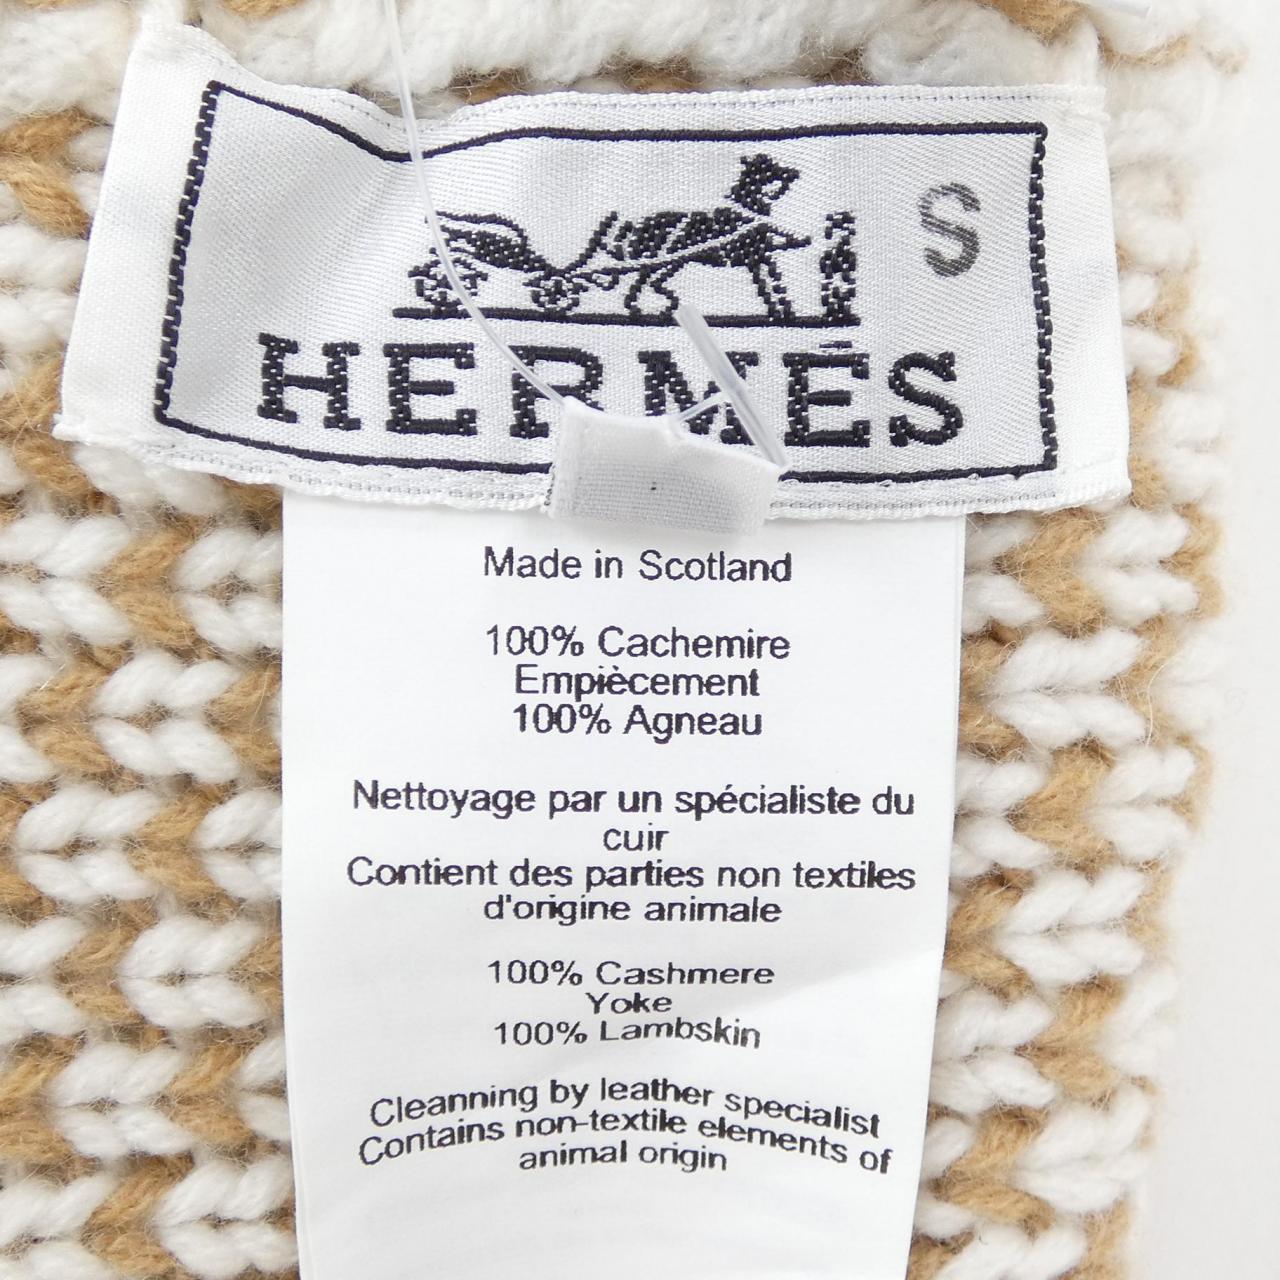 S
HERMÈS
Made in Scotland
100% Cachemire
Empiècement
100% Agneau
Nettoyage par un spécialiste du
cuir
Contient des parties non textiles
d'origine animale
100% Cashmere
Yoke
100% Lambskin
Cleanning by leather specialist
Contains non-textile elements of
animal origin